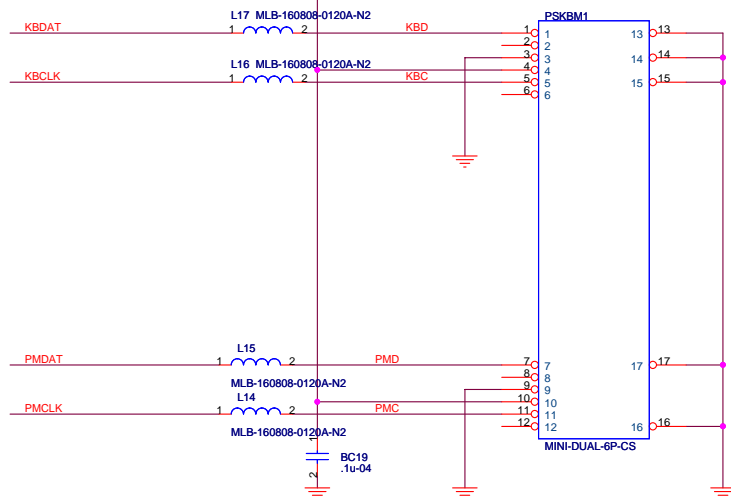 L17 MLB-160808-0120A-N2
PSKBM1
KBDAT 1 2 KBD 1 1 13 13
2 2
3 3 14 14
L16 MLB-160808-0120A-N2
4 4
KBCLK 1 2 KBC 5 5 15 15
6 6
L15
PMDAT 1 2 PMD 7 7 17 17
8 8
MLB-160808-0120A-N2
9 9
L14
10 10
PMCLK 1 2 PMC 11 11
12 12 16 16
MLB-160808-0120A-N2
1
MINI-DUAL-6P-CS
BC19
.1u-04
2